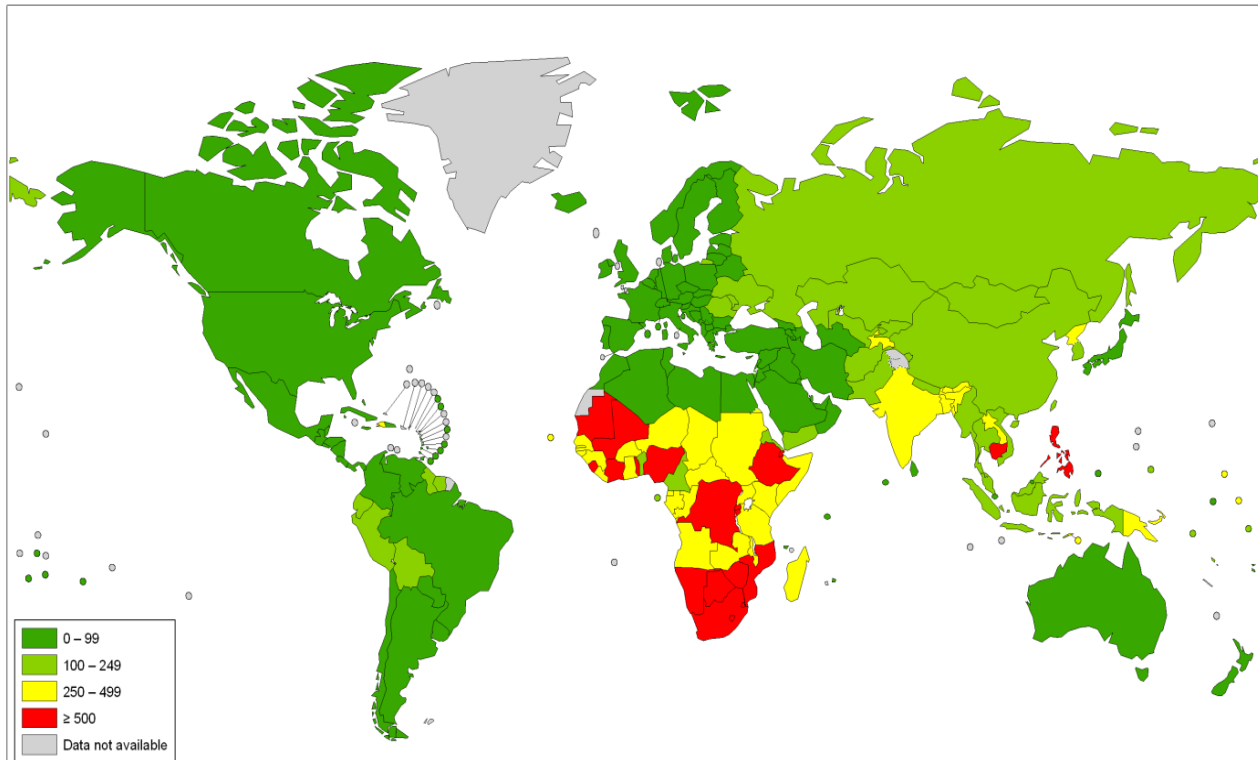 0 – 99
100 – 249
250 – 499
≥ 500
Data not available